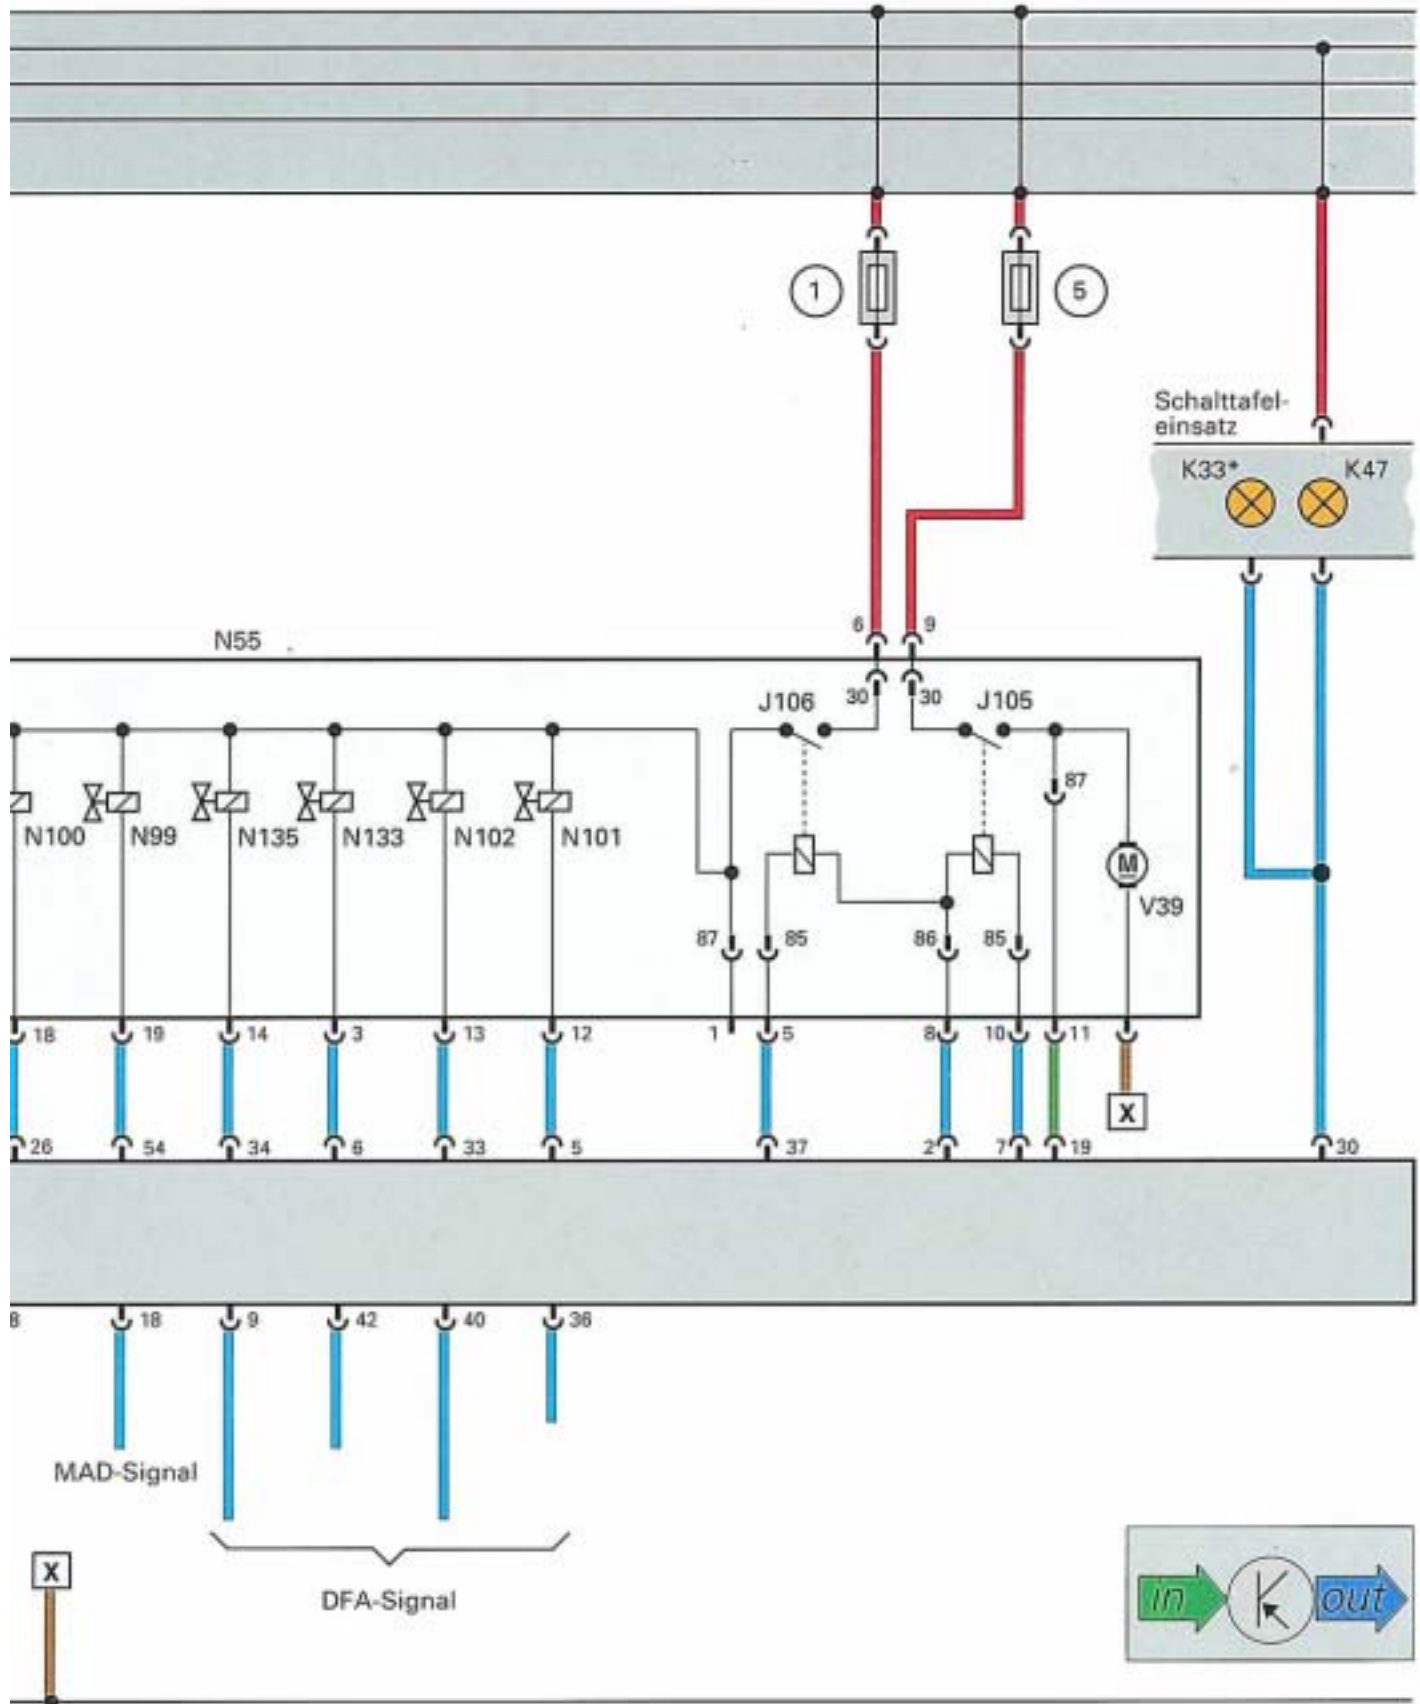 1
5
Schalttafel-
einsatz
K33* K47
6 9
N55
30 30
J106 J105
87
N100 N99 N135 N133 N102 N101
M
V39
87 85 86 85
18 19 14 3 13 12 1 5 8 10 11
X
26 54 34 6 33 5 37 2 7 19 30
8 18 9 42 40 36
MAD-Signal
X
DFA-Signal
in out